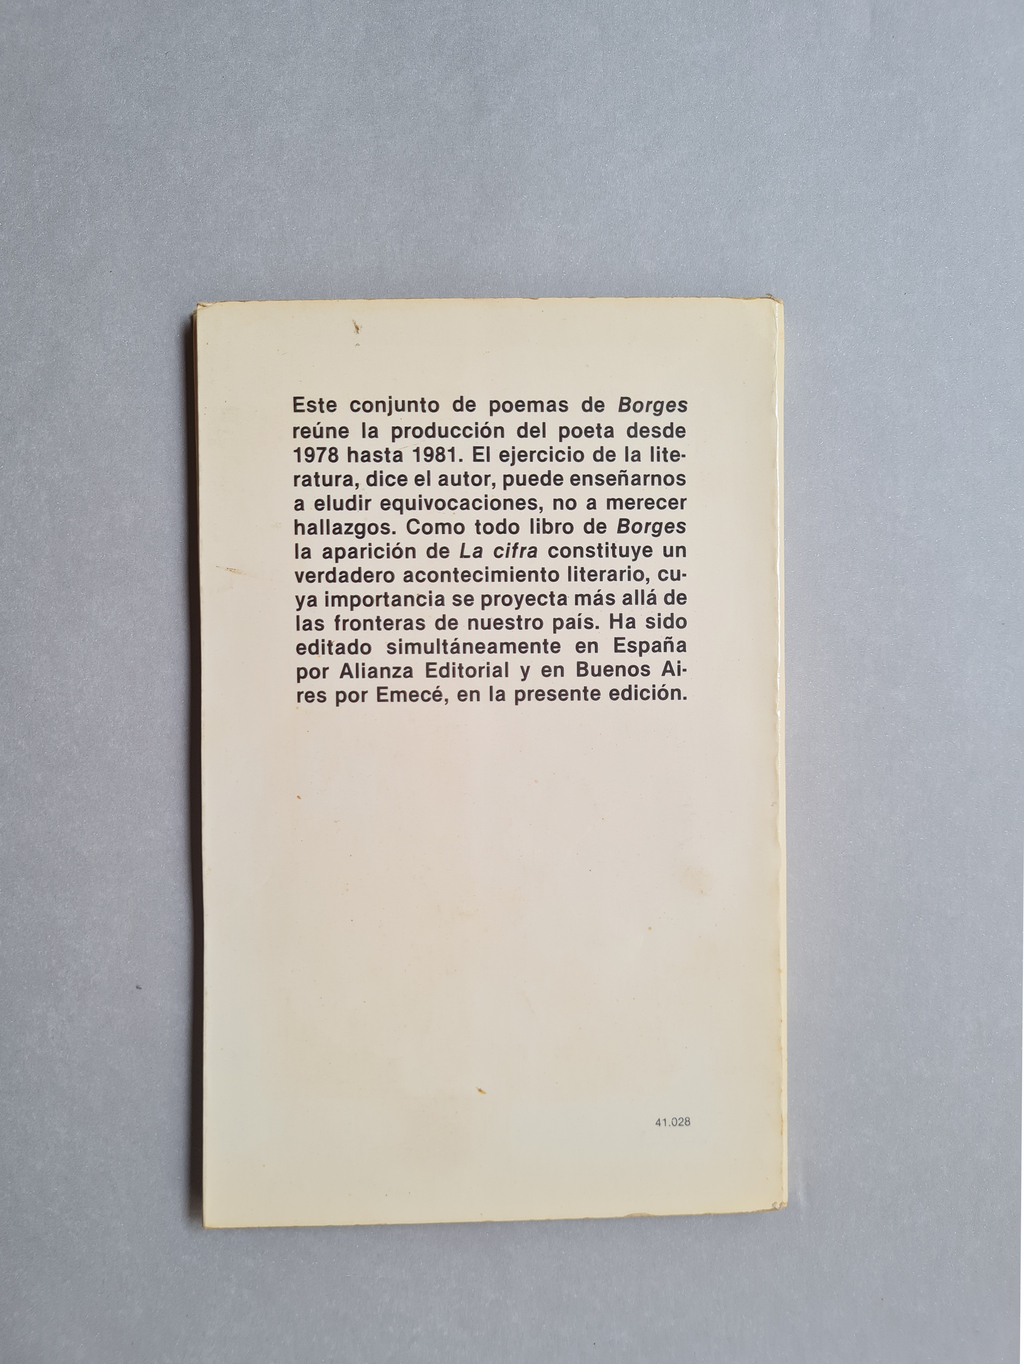 Este conjunto de poemas de Borges
reúne la producción del poeta desde
1978 hasta 1981. El ejercicio de la lite-
ratura, dice el autor, puede enseñarnos
a eludir equivocaciones, no a merecer
hallazgos. Como todo libro de Borges
la aparición de La cifra constituye un
verdadero acontecimiento literario, cu-
ya importancia se proyecta más allá de
las fronteras de nuestro país. Ha sido
editado simultáneamente en España
por Alianza Editorial y en Buenos Ai-
res por Emecé, en la presente edición.
41.028